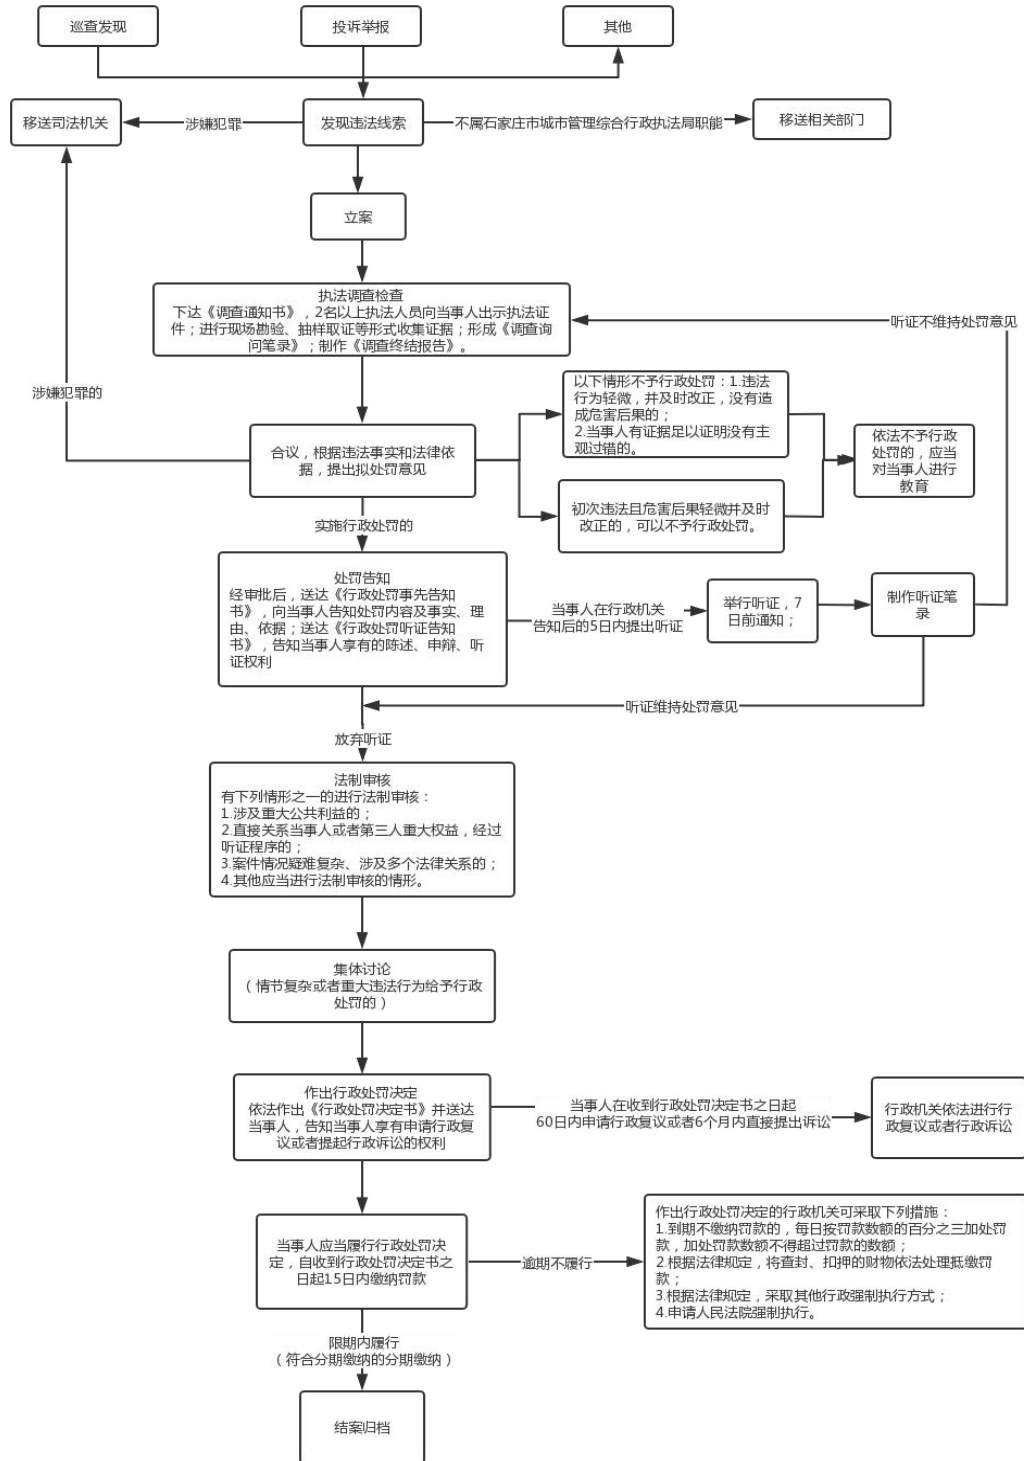 巡查发现
投诉举报
其他
移送司法机关
涉嫌犯罪
发现违法线索
不属石家庄市城市管理综合行政执法局职能
移送相关部门
立案
执法调查检查
下达《调查通知书》，2名以上执法人员向当事人出示执法证
件；进行现场勘验、抽样取证等形式收集证据；形成《调查询
问笔录》；制作《调查终结报告》。
听证不维持处罚意见
涉嫌犯罪的
合议，根据违法事实和法律依
据，提出拟处罚意见
以下情形不予行政处罚：1.违法
行为轻微，并及时改正，没有造
成危害后果的；
2.当事人有证据足以证明没有主
观过错的。
依法不予行政
处罚的，应当
对当事人进行
教育
初次违法且危害后果轻微并及时
改正的，可以不予行政处罚。
实施行政处罚的
处罚告知
经审批后，送达《行政处罚事先告知
书》，向当事人告知处罚内容及事实、理
由、依据；送达《行政处罚听证告知
书》，告知当事人享有的陈述、申辩、听
证权利
当事人在行政机关
告知后的5日内提出听证
举行听证，7
日前通知；
制作听证笔
录
听证维持处罚意见
放弃听证
法制审核
有下列情形之一的进行法制审核：
1.涉及重大公共利益的；
2.直接关系当事人或者第三人重大权益，经过
听证程序的；
3.案件情况疑难复杂、涉及多个法律关系的；
4.其他应当进行法制审核的情形。
集体讨论
（情节复杂或者重大违法行为给予行政
处罚的）
作出行政处罚决定
依法作出《行政处罚决定书》并送达
当事人，告知当事人享有申请行政复
议或者提起行政诉讼的权利
当事人在收到行政处罚决定书之日起
60日内申请行政复议或者6个月内直接提出诉讼
行政机关依法进行行
政复议或者行政诉讼
当事人应当履行行政处罚决
定，自收到行政处罚决定书之
日起15日内缴纳罚款
逾期不履行
作出行政处罚决定的行政机关可采取下列措施：
1.到期不缴纳罚款的，每日按罚款数额的百分之三加处罚
款，加处罚款数额不得超过罚款的数额；
2.根据法律规定，将查封、扣押的财物依法处理抵缴罚
款；
3.根据法律规定，采取其他行政强制执行方式；
4.申请人民法院强制执行。
限期内履行
（符合分期缴纳的分期缴纳）
结案归档